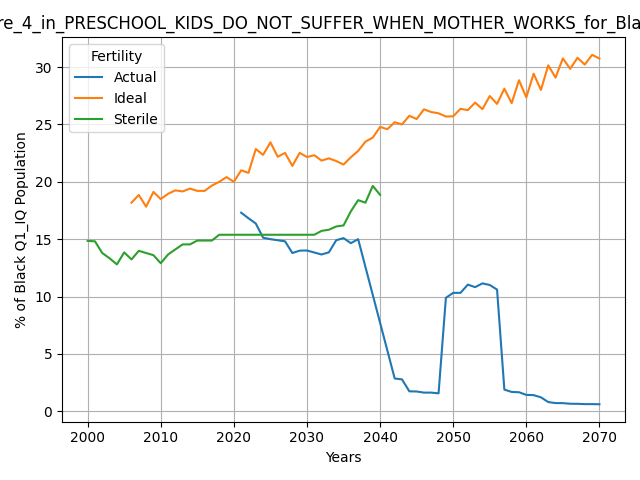 re_4_in_PRESCHOOL_KIDS_DO_NOT_SUFFER_WHEN_MOTHER_WORKS_for_Bla
Fertility
Actual
Ideal
Sterile
% of Black Q1_IQ Population
30
25
20
15
10
5
0
2000 2010 2020 2030 2040 2050 2060 2070
Years